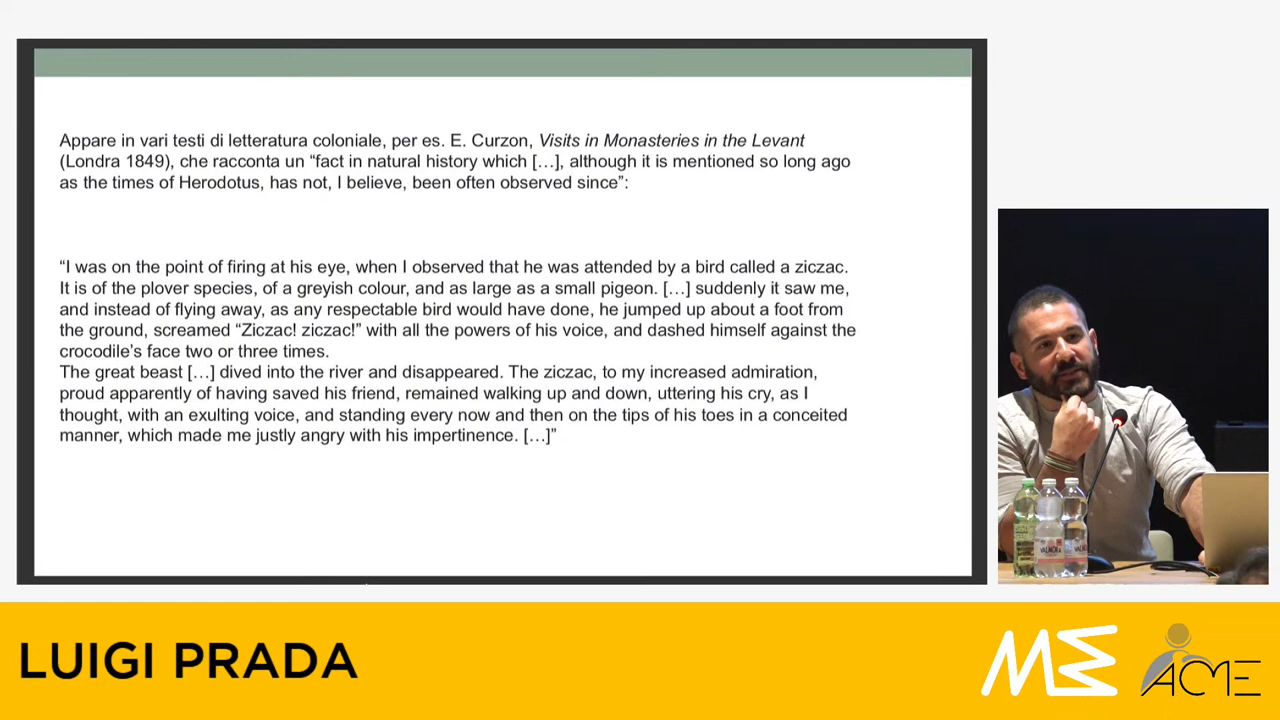 Appare in vari testi di letteratura coloniale, per es. E. Curzon, Visits in Monasteries in the Levant
(Londra 1849), che racconta un “fact in natural history which […], although it is mentioned so long ago
as the times of Herodotus, has not, I believe, been often observed since”:
“I was on the point of firing at his eye, when I observed that he was attended by a bird called a ziczac.
It is of the plover species, of a greyish colour, and as large as a small pigeon. […] suddenly it saw me,
and instead of flying away, as any respectable bird would have done, he jumped up about a foot from
the ground, screamed “Ziczac! ziczac!” with all the powers of his voice, and dashed himself against the
crocodile’s face two or three times.
The great beast […] dived into the river and disappeared. The ziczac, to my increased admiration,
proud apparently of having saved his friend, remained walking up and down, uttering his cry, as I
thought, with an exulting voice, and standing every now and then on the tips of his toes in a conceited
manner, which made me justly angry with his impertinence. […]”
LUIGI PRADA
ME
ACME